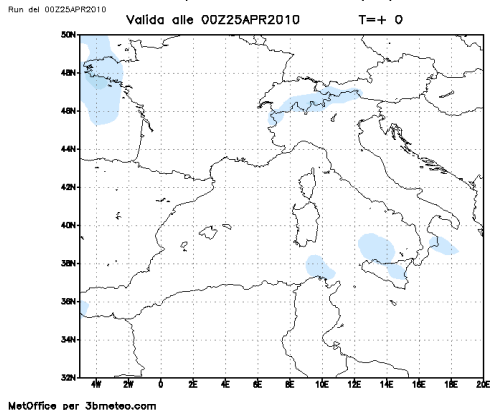 Run del 00Z25APR2010
Valida alle 00Z25APR2010 T=+ 0
50N
48N
46N
44N
42N
40N
38N
36N
34N
32N
4W 2W 0 2E 4E 6E 8E 10E 12E 14E 16E 18E 20E
MetOffice per 3bmeteo.com